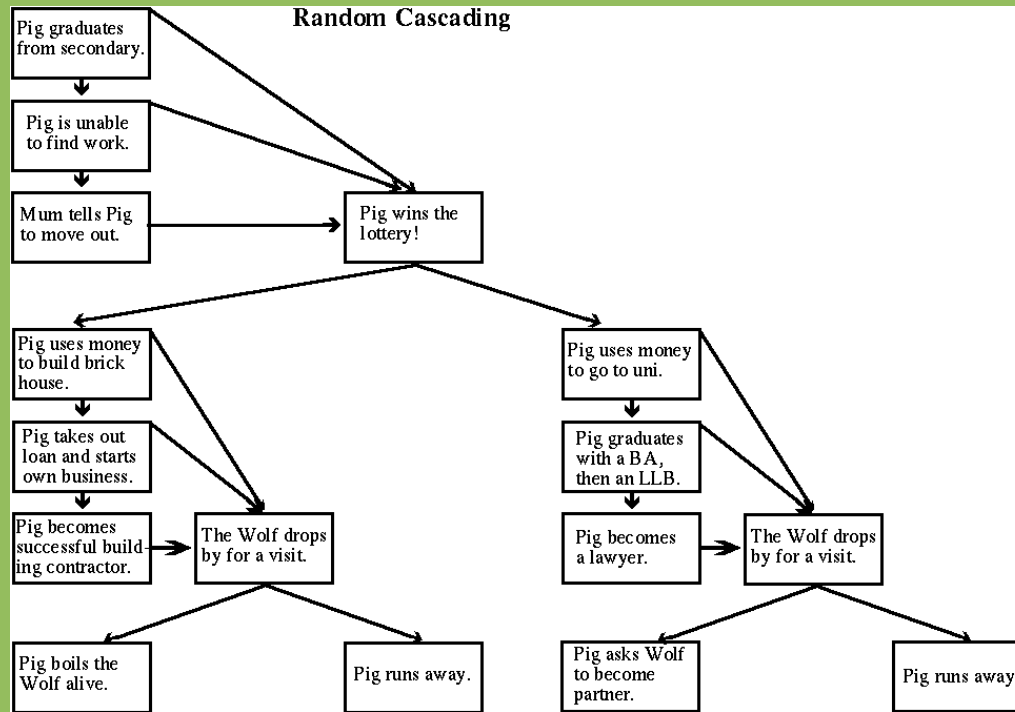 Random Cascading
Pig graduates
from secondary.
Pig is unable
to find work.
Mum tells Pig
to move out.
Pig wins the
lottery!
Pig uses money
to build brick
house.
Pig takes out
loan and starts
own business.
Pig becomes
successful build-
ing contractor.
The Wolf drops
by for a visit.
Pig boils the
Wolf alive.
Pig runs away.
Pig uses money
to go to uni.
Pig graduates
with a BA,
then an LLB.
Pig becomes
a lawyer.
The Wolf drops
by for a visit.
Pig asks Wolf
to become
partner.
Pig runs away